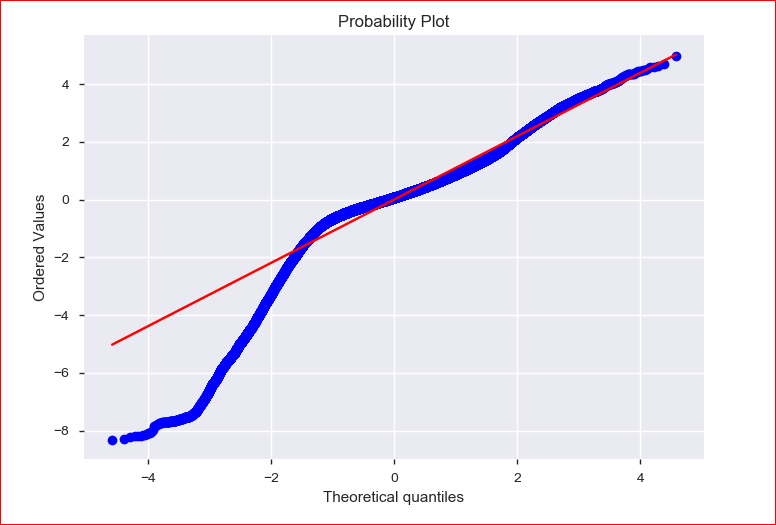 Probability Plot
4
2
0
−2
−4
−6
−8
Ordered Values
−4 −2 0 2 4
Theoretical quantiles